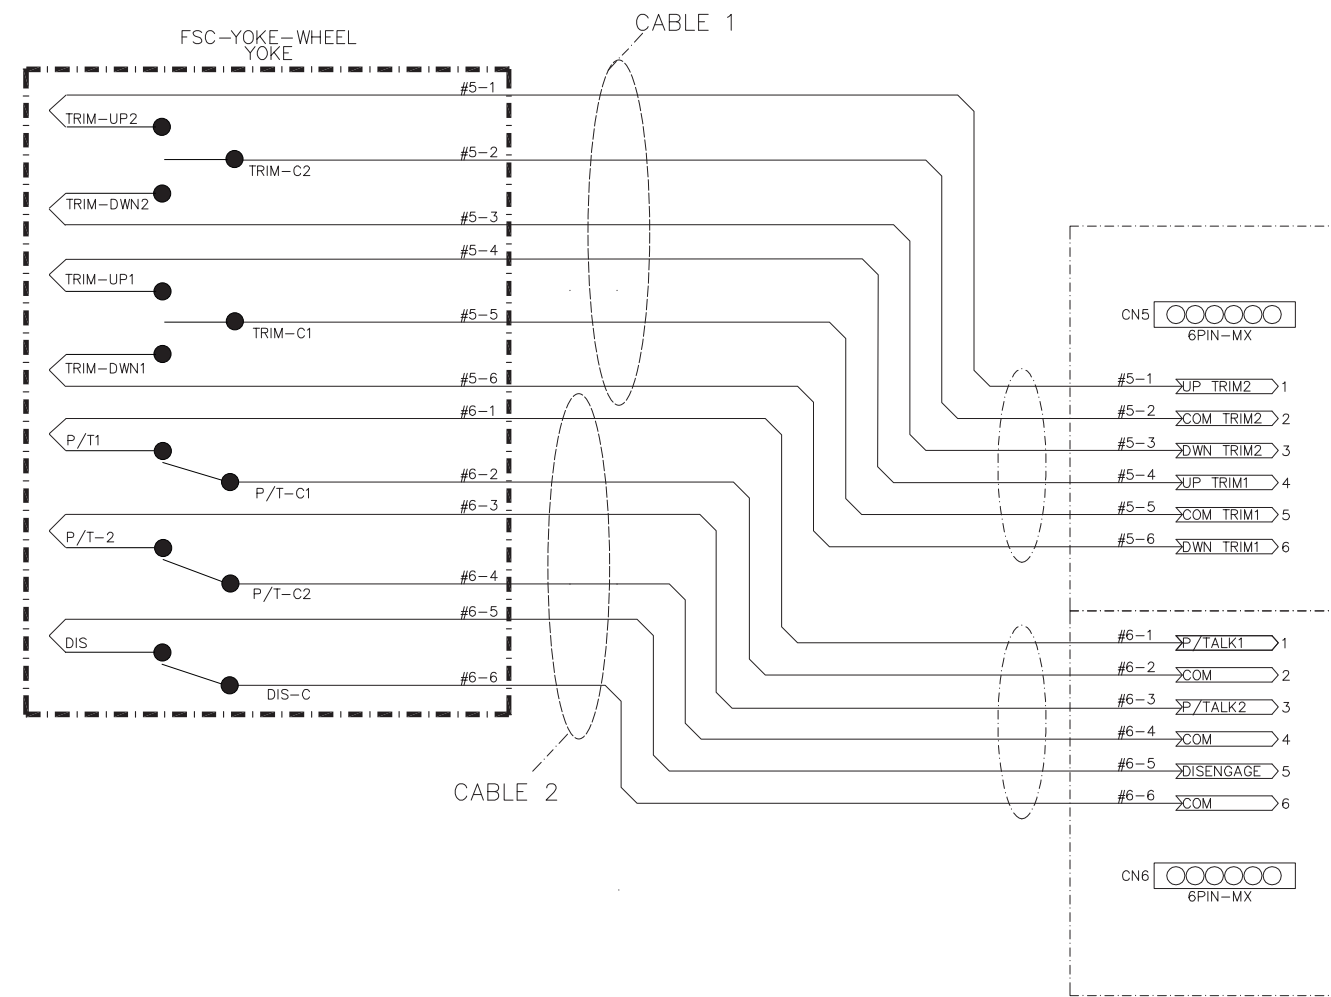 CABLE 1
FSC-YOKE-WHEEL
YOKE
#5-1
TRIM-UP2
#5-2
TRIM-C2
TRIM-DWN2
#5-3
#5-4
TRIM-UP1
#5-5
TRIM-C1
TRIM-DWN1
#5-6
#6-1
P/T1
#6-2
P/T-C1
#6-3
P/T-2
#6-4
P/T-C2
#6-5
DIS
#6-6
DIS-C
CABLE 2
CN5
6PIN-MX
#5-1 UP TRIM2 1
#5-2 COM TRIM2 2
#5-3 DWN TRIM2 3
#5-4 UP TRIM1 4
#5-5 COM TRIM1 5
#5-6 DWN TRIM1 6
#6-1 P/TALK1 1
#6-2 COM 2
#6-3 P/TALK2 3
#6-4 COM 4
#6-5 DISENGAGE 5
#6-6 COM 6
CN6
6PIN-MX